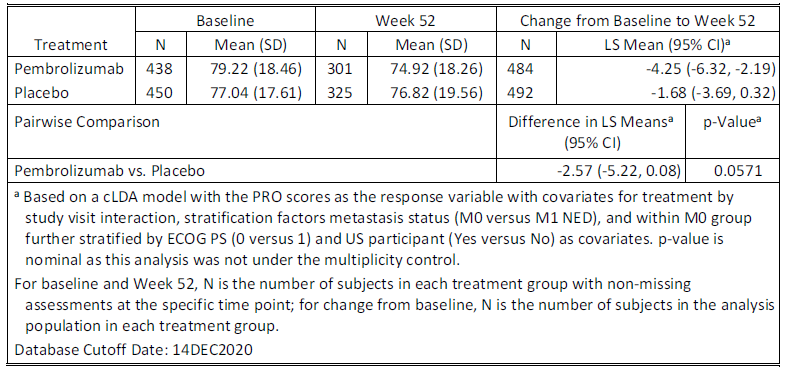 Baseline Week 52 Change from Baseline to Week 52
Treatment N Mean (SD) N Mean (SD) N LS Mean (95% CI)ᵃ
Pembrolizumab 438 79.22 (18.46) 301 74.92 (18.26) 484 -4.25 (-6.32, -2.19)
Placebo 450 77.04 (17.61) 325 76.82 (19.56) 492 -1.68 (-3.69, 0.32)
Pairwise Comparison Difference in LS Meansᵃ p-Valueᵃ
(95% CI)
Pembrolizumab vs. Placebo -2.57 (-5.22, 0.08) 0.0571
ᵃ Based on a cLDA model with the PRO scores as the response variable with covariates for treatment by
study visit interaction, stratification factors metastasis status (M0 versus M1 NED), and within M0 group
further stratified by ECOG PS (0 versus 1) and US participant (Yes versus No) as covariates. p-value is
nominal as this analysis was not under the multiplicity control.
For baseline and Week 52, N is the number of subjects in each treatment group with non-missing
assessments at the specific time point; for change from baseline, N is the number of subjects in the analysis
population in each treatment group.
Database Cutoff Date: 14DEC2020